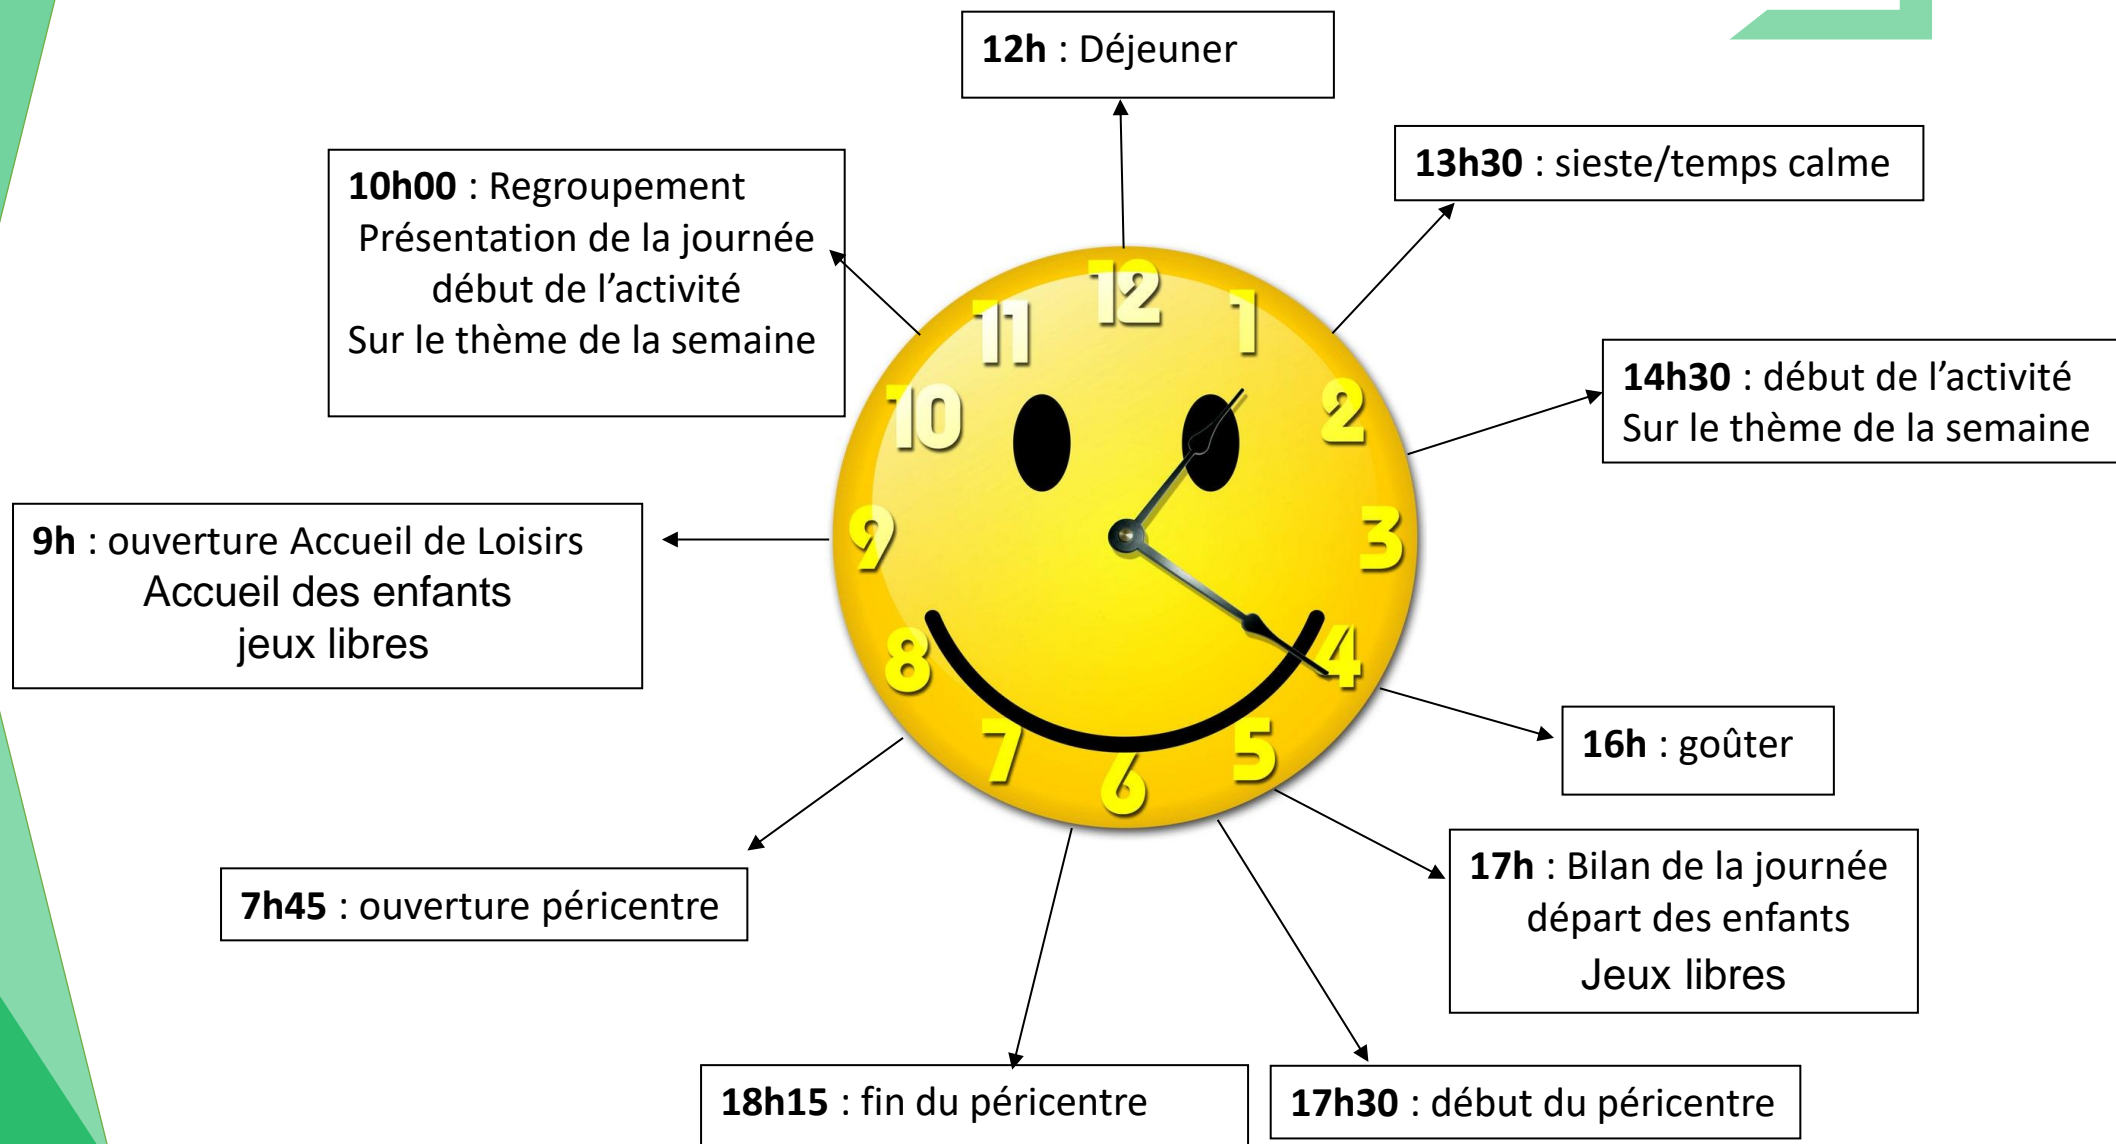 12h : Déjeuner
13h30 : sieste/temps calme
10h00 : Regroupement
Présentation de la journée
début de l’activité
Sur le thème de la semaine
14h30 : début de l’activité
Sur le thème de la semaine
9h : ouverture Accueil de Loisirs
Accueil des enfants
jeux libres
12
11
1
10
2
9
3
8
4
7
5
6
16h : goûter
7h45 : ouverture péricentre
17h : Bilan de la journée
départ des enfants
Jeux libres
18h15 : fin du péricentre
17h30 : début du péricentre